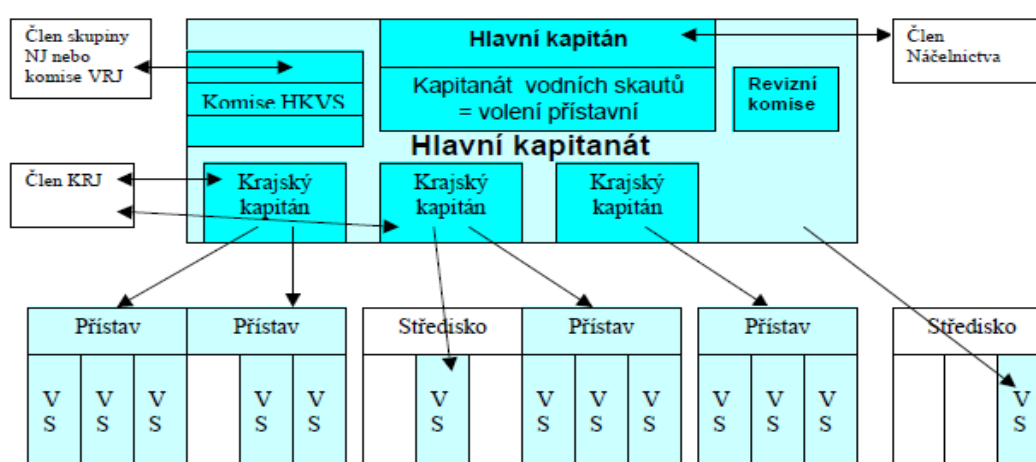 Člen skupiny
NJ nebo
komise VRJ
Hlavní kapitán
Člen
Náčelnictva
Komise HKVS
Kapitanát vodních skautů
= volení přístavní
Revizní
komise
Hlavní kapitanát
Člen KRJ
Krajský
kapitán
Krajský
kapitán
Krajský
kapitán
Přístav
Přístav
Středisko
Přístav
Přístav
Středisko
V
S
V
S
V
S
V
S
V
S
V
S
V
S
V
S
V
S
V
S
V
S
V
S
V
S